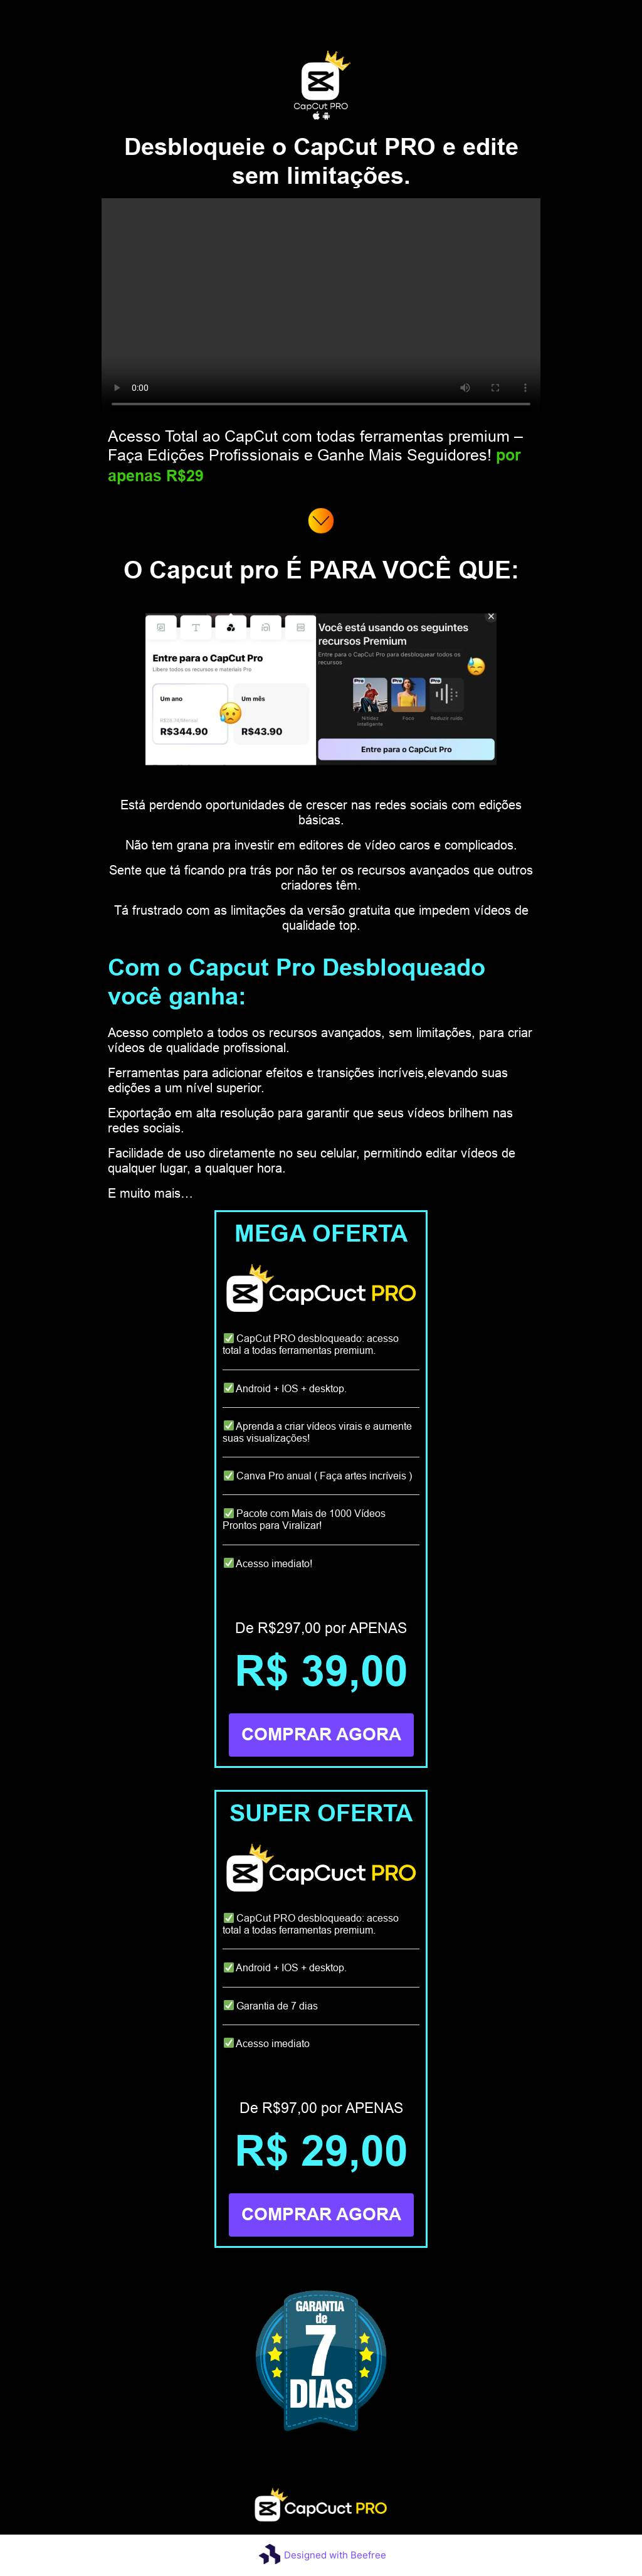 CapCut PRO
Desbloqueie o CapCut PRO e edite
sem limitações.
0:00
Acesso Total ao CapCut com todas ferramentas premium –
Faça Edições Profissionais e Ganhe Mais Seguidores! por
apenas R$29
O Capcut pro É PARA VOCÊ QUE:
Entre para o CapCut Pro
Libere todos os recursos e materiais Pro
Um ano
Um mês
R$344.90
R$43.90
Você está usando os seguintes
recursos Premium
Entre para o CapCut Pro para desbloquear todos os
recursos
Pro
Pro
Pro
Nitidez
inteligente
Foco
Reduzir ruído
Entre para o CapCut Pro
Está perdendo oportunidades de crescer nas redes sociais com edições
básicas.
Não tem grana pra investir em editores de vídeo caros e complicados.
Sente que tá ficando pra trás por não ter os recursos avançados que outros
criadores têm.
Tá frustrado com as limitações da versão gratuita que impedem vídeos de
qualidade top.
Com o Capcut Pro Desbloqueado
você ganha:
Acesso completo a todos os recursos avançados, sem limitações, para criar
vídeos de qualidade profissional.
Ferramentas para adicionar efeitos e transições incríveis,elevando suas
edições a um nível superior.
Exportação em alta resolução para garantir que seus vídeos brilhem nas
redes sociais.
Facilidade de uso diretamente no seu celular, permitindo editar vídeos de
qualquer lugar, a qualquer hora.
E muito mais…
MEGA OFERTA
CapCuct PRO
✅ CapCut PRO desbloqueado: acesso
total a todas ferramentas premium.
✅ Android + IOS + desktop.
✅ Aprenda a criar vídeos virais e aumente
suas visualizações!
✅ Canva Pro anual ( Faça artes incríveis )
✅ Pacote com Mais de 1000 Vídeos
Prontos para Viralizar!
✅ Acesso imediato!
De R$297,00 por APENAS
R$ 39,00
COMPRAR AGORA
SUPER OFERTA
CapCuct PRO
✅ CapCut PRO desbloqueado: acesso
total a todas ferramentas premium.
✅ Android + IOS + desktop.
✅ Garantia de 7 dias
✅ Acesso imediato
De R$97,00 por APENAS
R$ 29,00
COMPRAR AGORA
GARANTIA
de
7
DIAS
CapCuct PRO
Designed with Beefree